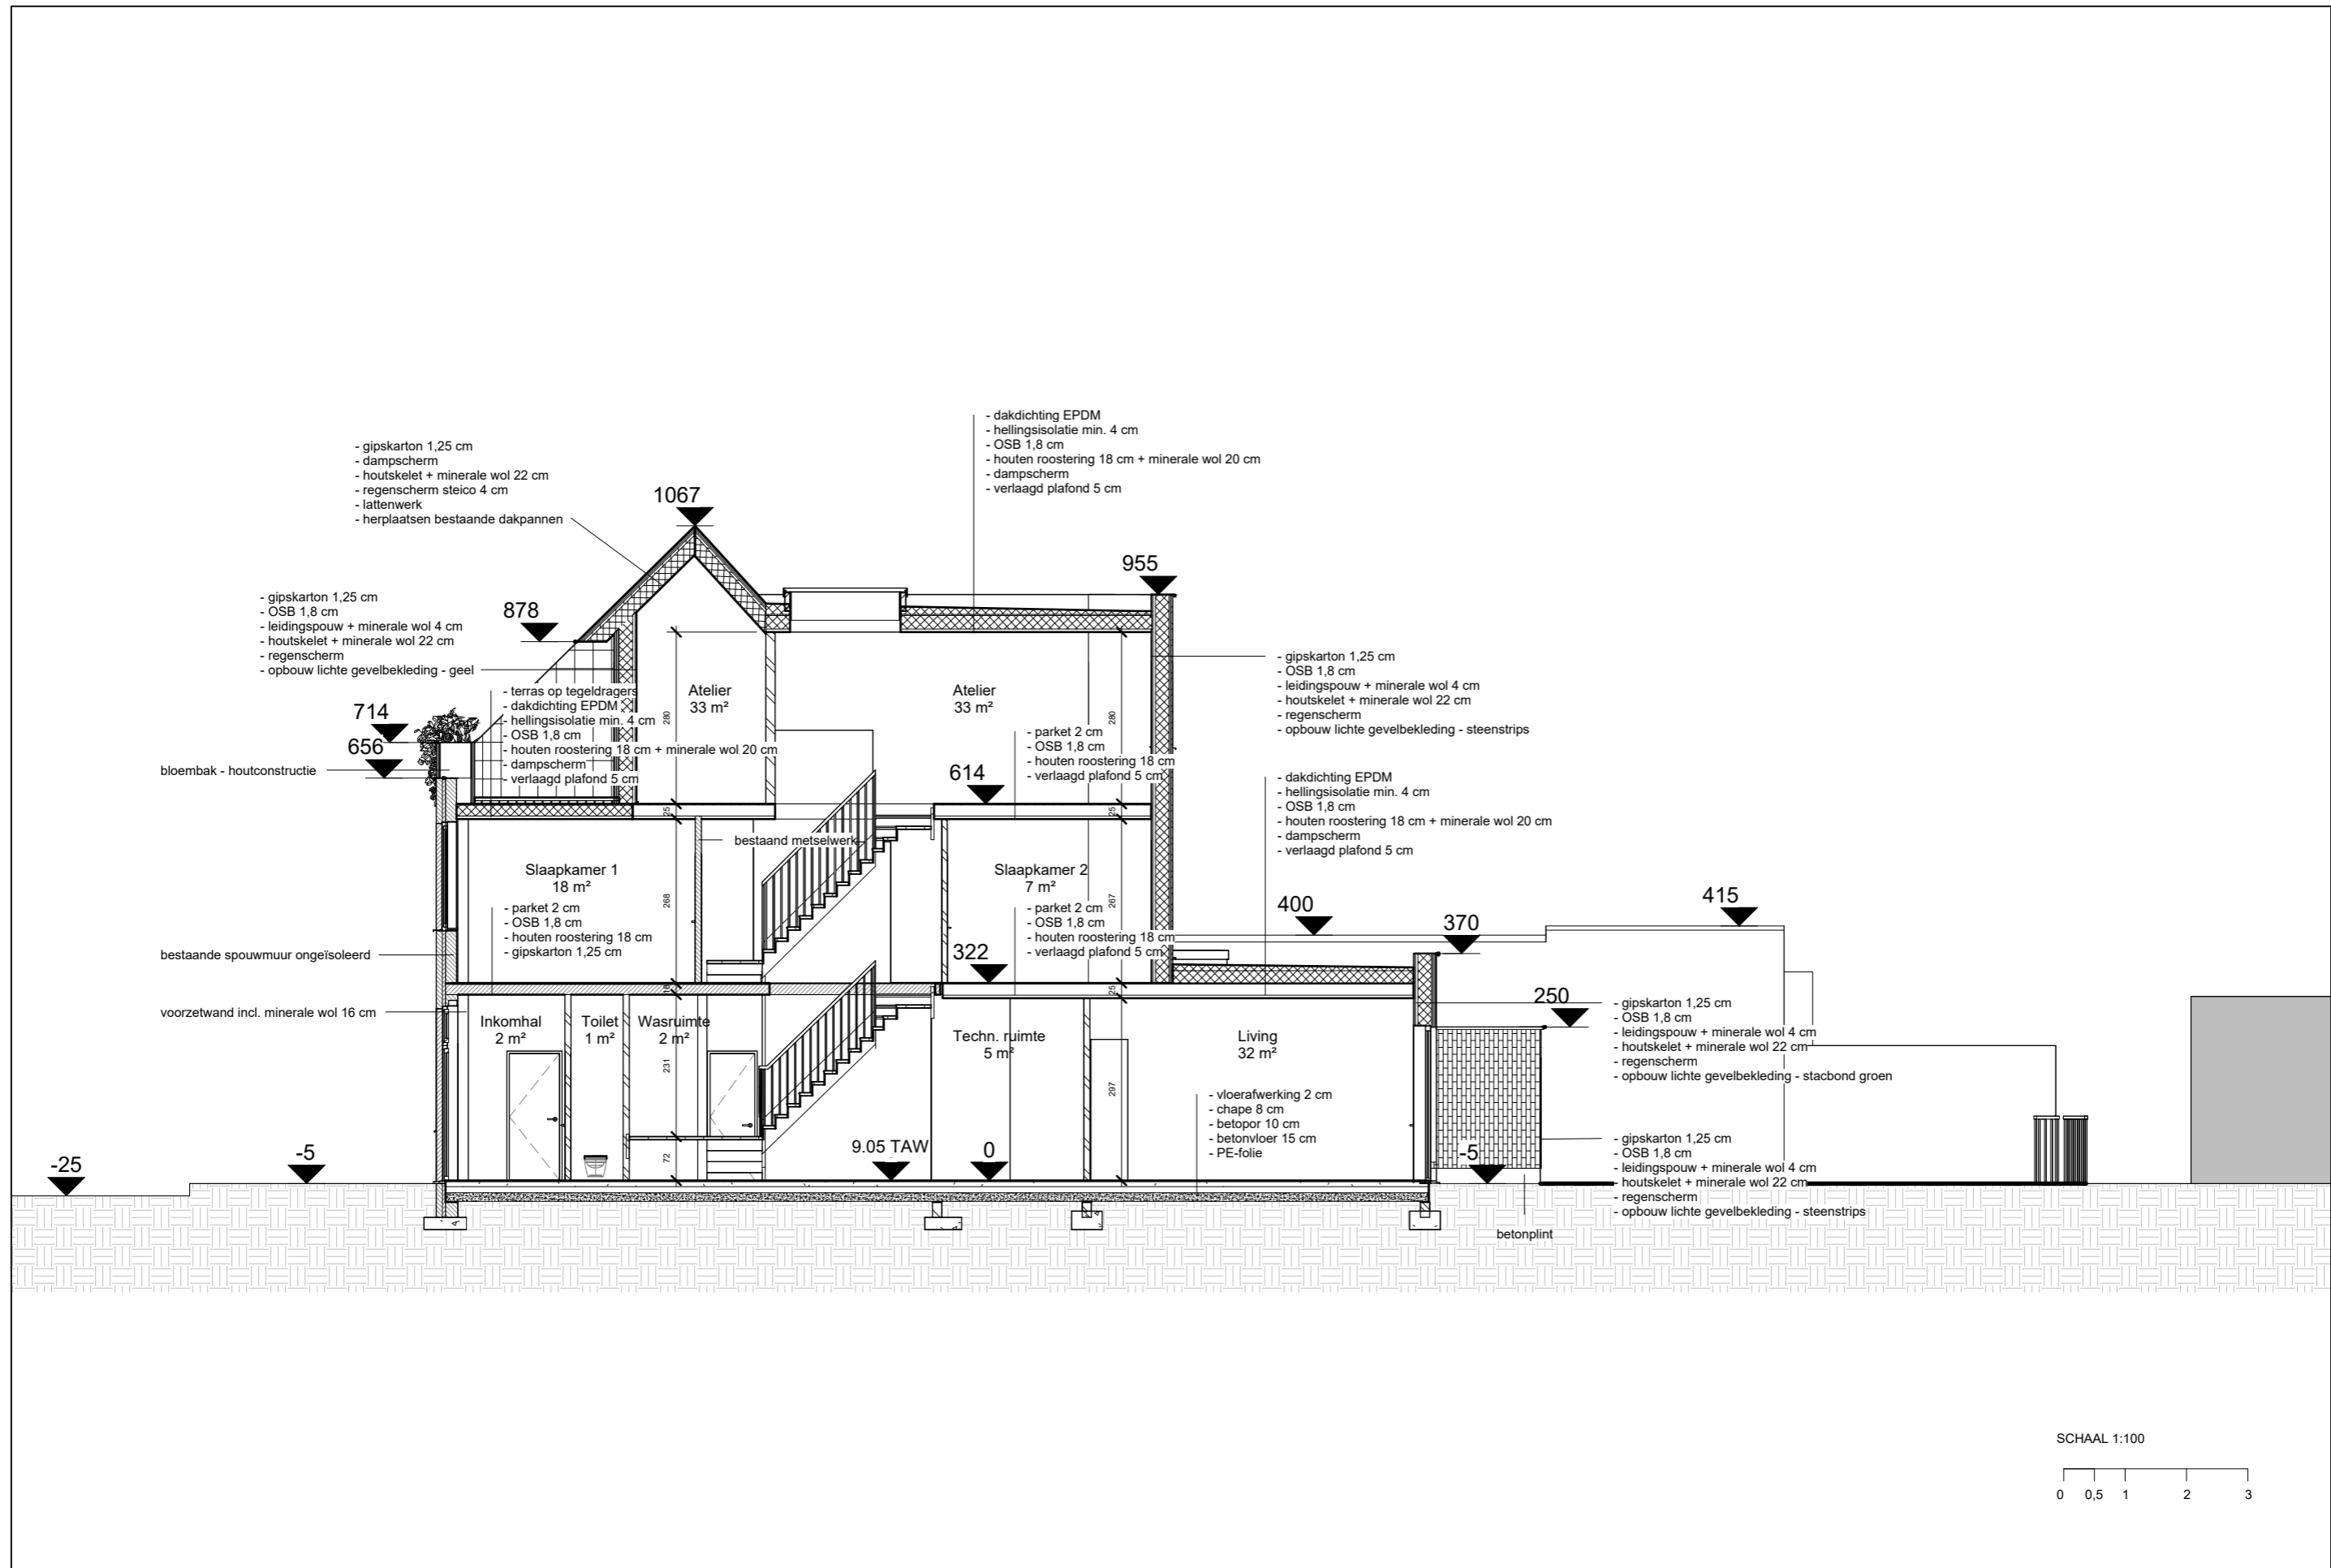 - dakdichting EPDM
- hellingsisolatie min. 4 cm
- OSB 1,8 cm
- houten roostering 18 cm + minerale wol 20 cm
- dampscherm
- verlaagd plafond 5 cm
- gipskarton 1,25 cm
- dampscherm
- houtskelet + minerale wol 22 cm
- regenscherm steico 4 cm
- lattenwerk
- herplaatsen bestaande dakpannen
1067
955
- gipskarton 1,25 cm
- OSB 1,8 cm
- leidingspouw + minerale wol 4 cm
- houtskelet + minerale wol 22 cm
- regenscherm
- opbouw lichte gevelbekleding - geel
878
- gipskarton 1,25 cm
- OSB 1,8 cm
- leidingspouw + minerale wol 4 cm
- houtskelet + minerale wol 22 cm
- regenscherm
- opbouw lichte gevelbekleding - steenstrips
- terras op tegeldragers
- dakdichting EPDM
- hellingsisolatie min. 4 cm
- OSB 1,8 cm
- houten roostering 18 cm + minerale wol 20 cm
- dampscherm
- verlaagd plafond 5 cm
Atelier
33 m²
280
Atelier
33 m²
280
714
656
bloembak - houtconstructie
- parket 2 cm
- OSB 1,8 cm
- houten roostering 18 cm
- verlaagd plafond 5 cm
614
- dakdichting EPDM
- hellingsisolatie min. 4 cm
- OSB 1,8 cm
- houten roostering 18 cm + minerale wol 20 cm
- dampscherm
- verlaagd plafond 5 cm
25
25
bestaand metselwerk
Slaapkamer 1
18 m²
268
Slaapkamer 2
7 m²
267
- parket 2 cm
- OSB 1,8 cm
- houten roostering 18 cm
- gipskarton 1,25 cm
- parket 2 cm
- OSB 1,8 cm
- houten roostering 18 cm
- verlaagd plafond 5 cm
322
400
370
415
bestaande spouwmuur ongeïsoleerd
18
25
250
voorzetwand incl. minerale wol 16 cm
Inkomhal
2 m²
Toilet
1 m²
Wasruimte
2 m²
231
72
Techn. ruimte
5 m²
Living
32 m²
297
- gipskarton 1,25 cm
- OSB 1,8 cm
- leidingspouw + minerale wol 4 cm
- houtskelet + minerale wol 22 cm
- regenscherm
- opbouw lichte gevelbekleding - stacbond groen
- vloerafwerking 2 cm
- chape 8 cm
- betopor 10 cm
- betonvloer 15 cm
- PE-folie
- gipskarton 1,25 cm
- OSB 1,8 cm
- leidingspouw + minerale wol 4 cm
- houtskelet + minerale wol 22 cm
- regenscherm
- opbouw lichte gevelbekleding - steenstrips
-25
-5
9.05 TAW
0
-5
betonplint
SCHAAL 1:100
0 0,5 1 2 3